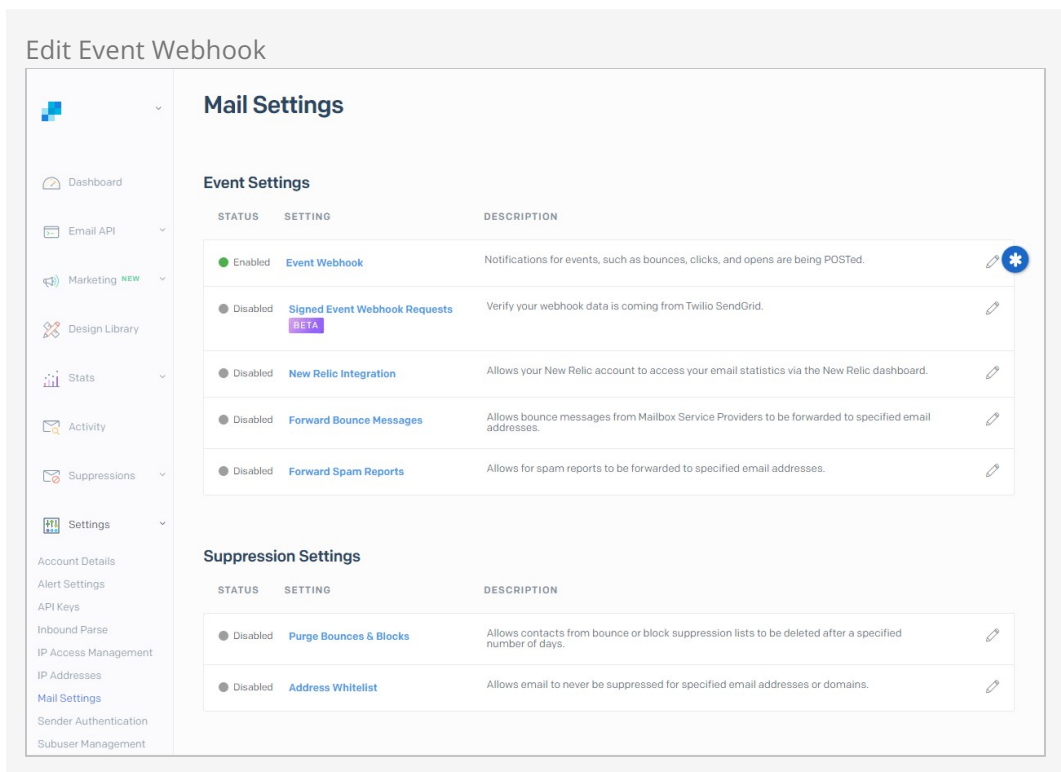 Edit Event Webhook
Mail Settings
Dashboard
Email API
Marketing NEW
Design Library
Stats
Activity
Suppressions
Settings
Account Details
Alert Settings
API Keys
Inbound Parse
IP Access Management
IP Addresses
Mail Settings
Sender Authentication
Subuser Management
Event Settings
STATUS SETTING DESCRIPTION
Enabled Event Webhook Notifications for events, such as bounces, clicks, and opens are being POSTed.
Disabled Signed Event Webhook Requests Verify your webhook data is coming from Twilio SendGrid.
BETA
Disabled New Relic Integration Allows your New Relic account to access your email statistics via the New Relic dashboard.
Disabled Forward Bounce Messages Allows bounce messages from Mailbox Service Providers to be forwarded to specified email
addresses.
Disabled Forward Spam Reports Allows for spam reports to be forwarded to specified email addresses.
Suppression Settings
STATUS SETTING DESCRIPTION
Disabled Purge Bounces & Blocks Allows contacts from bounce or block suppression lists to be deleted after a specified
number of days.
Disabled Address Whitelist Allows email to never be suppressed for specified email addresses or domains.